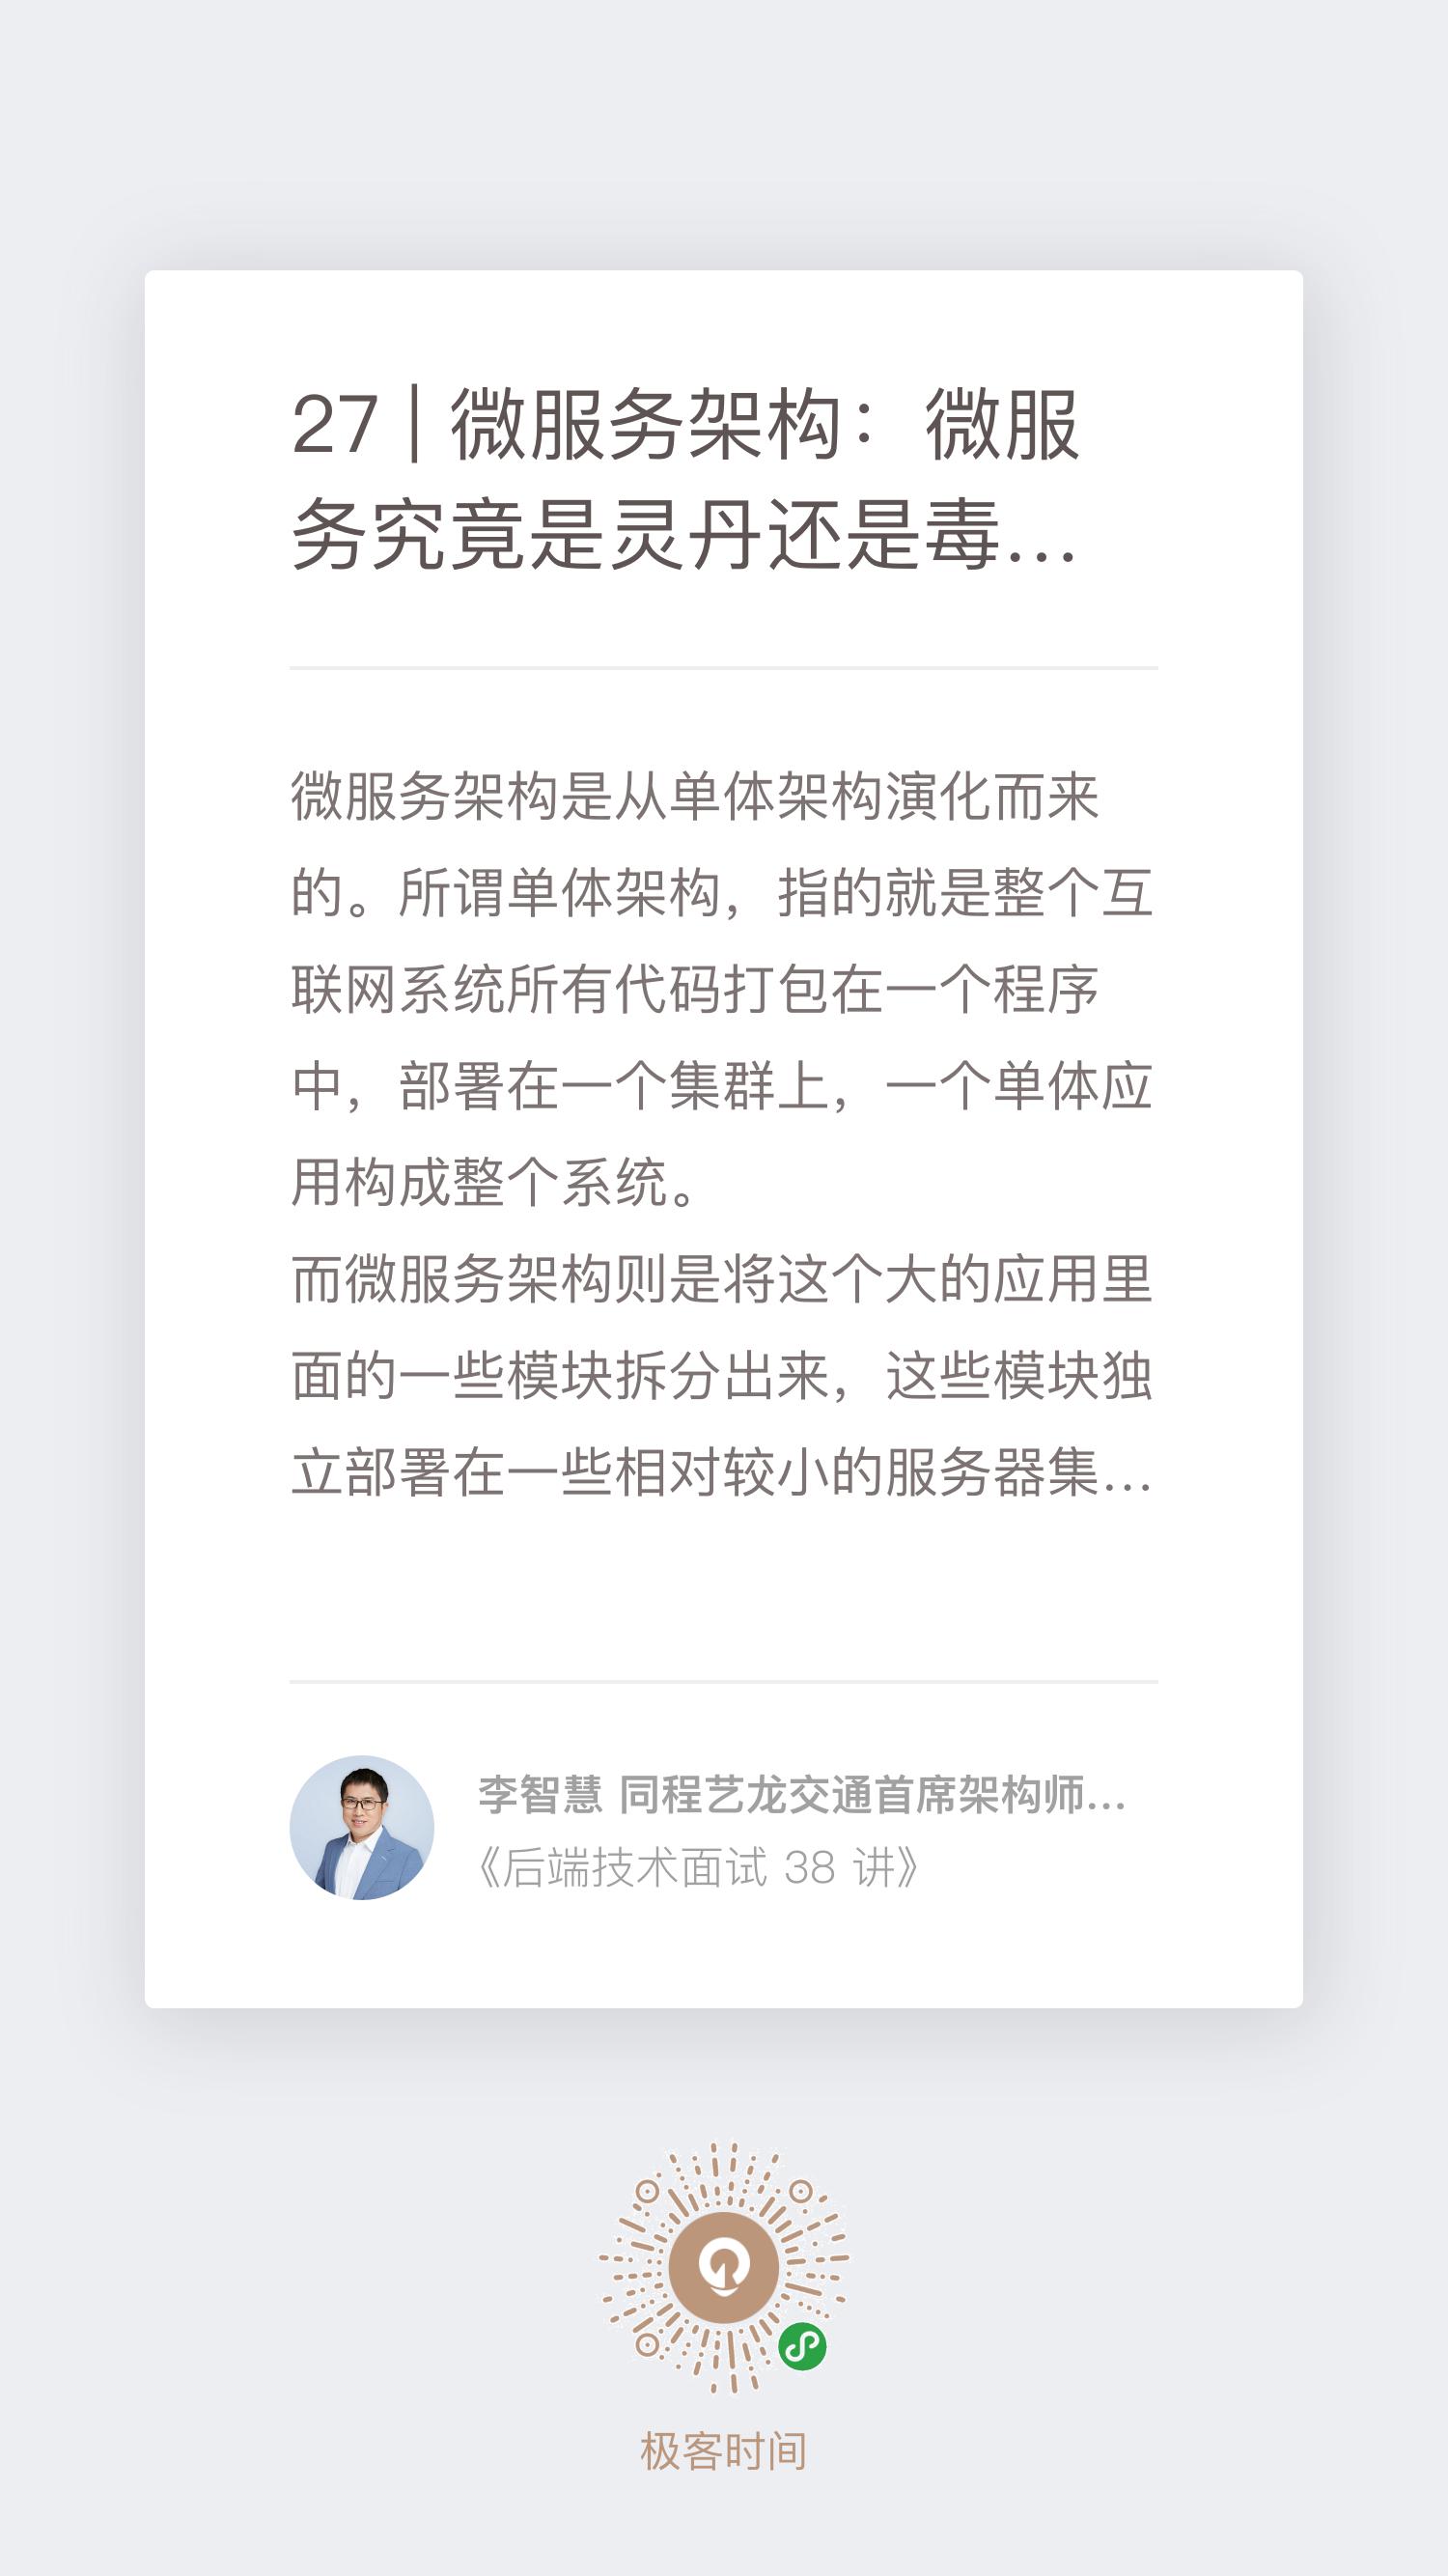 27 | 微服务架构：微服
务究竟是灵丹还是毒...
微服务架构是从单体架构演化而来
的。所谓单体架构，指的就是整个互
联网系统所有代码打包在一个程序
中，部署在一个集群上，一个单体应
用构成整个系统。
而微服务架构则是将这个大的应用里
面的一些模块拆分出来，这些模块独
立部署在一些相对较小的服务器集...
李智慧 同程艺龙交通首席架构师...
《后端技术面试 38 讲》
极客时间